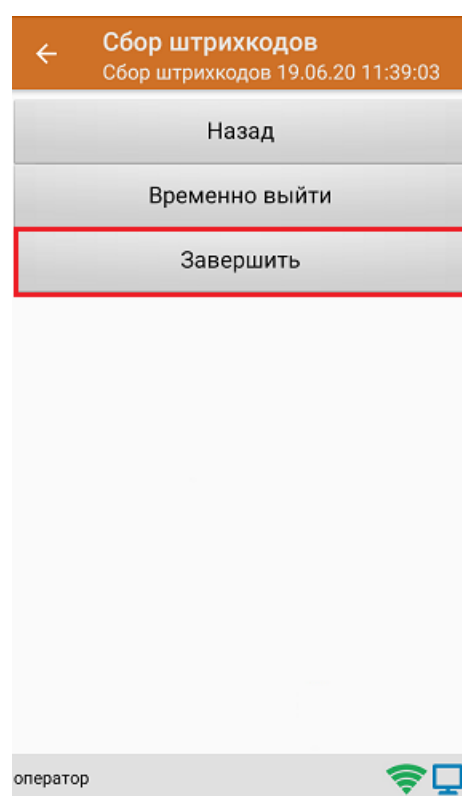 Сбор штрихкодов
Сбор штрихкодов 19.06.20 11:39:03
Назад
Временно выйти
Завершить
оператор